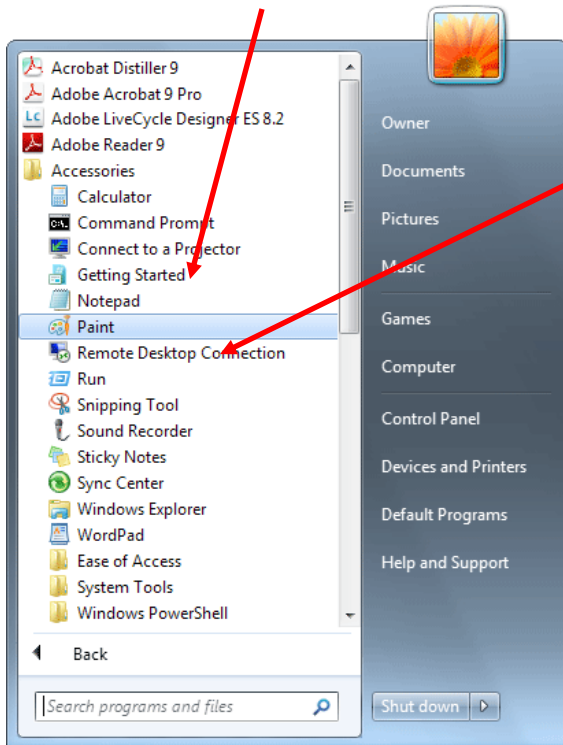 Acrobat Distiller 9
Adobe Acrobat 9 Pro
LC Adobe LiveCycle Designer ES 8.2
Adobe Reader 9
Accessories
Calculator
C:\. Command Prompt
Connect to a Projector
Getting Started
Notepad
Paint
Remote Desktop Connection
Run
Snipping Tool
Sound Recorder
Sticky Notes
Sync Center
Windows Explorer
WordPad
Ease of Access
System Tools
Windows PowerShell
Back
Search programs and files
Owner
Documents
Pictures
Music
Games
Computer
Control Panel
Devices and Printers
Default Programs
Help and Support
Shut down